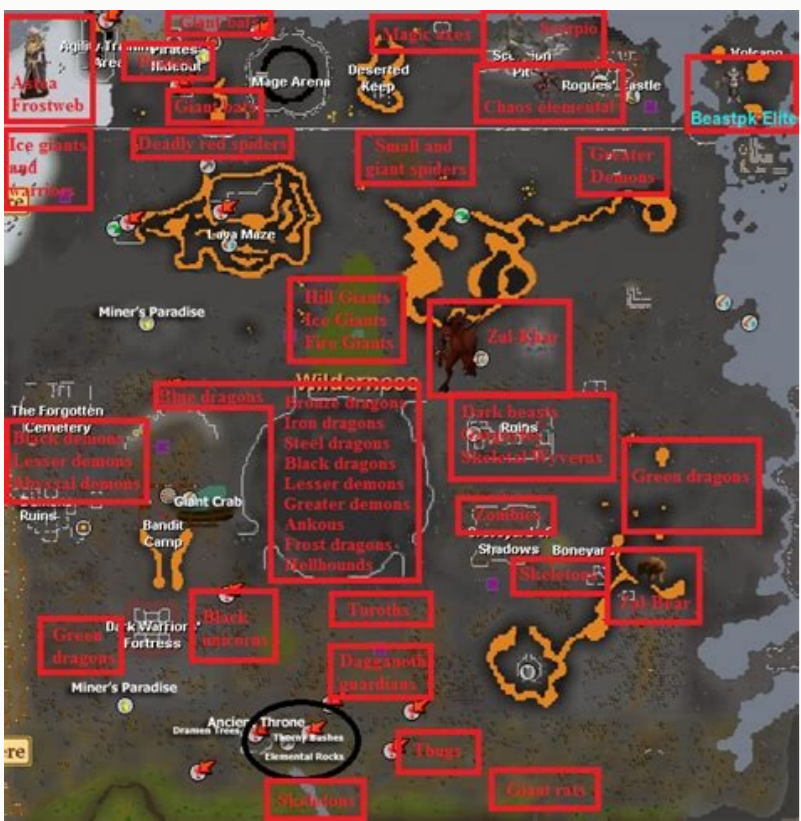 Giant bats
Magic axes
Scorpio
Agility Training
Area
Pirates
Hideout
Mage Arena
Deserted
Keep
Scorpion
Pit
Rogues' Castle
Volcano
Frostweb
Giant bats
Chaos elemental
Beastpk Elite
Ice giants
and
warriors
Deadly red spiders
Small and
giant spiders
Greater
Demons
Lava Maze
Miner's Paradise
Hill Giants
Ice Giants
Fire Giants
Zul Khar
Wilderness
Blue dragons
Bronze dragons
Iron dragons
Steel dragons
Black dragons
Lesser demons
Greater demons
Ankous
Frost dragons
Hellhounds
The Forgotten
Cemetery
Black demons
Lesser demons
Abyssal demons
Ruins
Dark beasts
Ruins
Skeletal Wyverns
Green dragons
Giant Crab
Bandit
Camp
Zombies
Graveyard of
Shadows
Boneyard
Skeletons
Zul Bear
Green
dragons
Dark Warriors'
Fortress
Black
unicorns
Turoths
Dagganoth
guardians
Miner's Paradise
Ancient Throne
Dramen Trees
Thorny Bushes
Elemental Rocks
Thugs
Skeletons
Giant rats